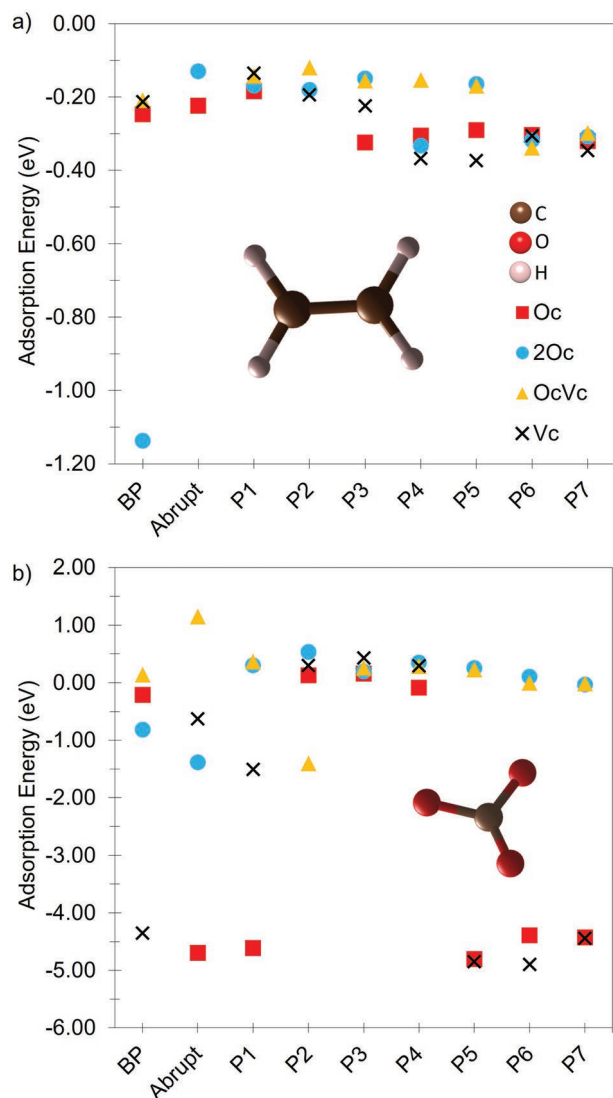 a)
Adsorption Energy (eV)
0.00
-0.20
-0.40
-0.60
-0.80
-1.00
-1.20
C
O
H
Oc
2Oc
OcVc
Vc
BP
Abrupt
P1
P2
P3
P4
P5
P6
P7
b)
Adsorption Energy (eV)
2.00
1.00
0.00
-1.00
-2.00
-3.00
-4.00
-5.00
-6.00
BP
Abrupt
P1
P2
P3
P4
P5
P6
P7